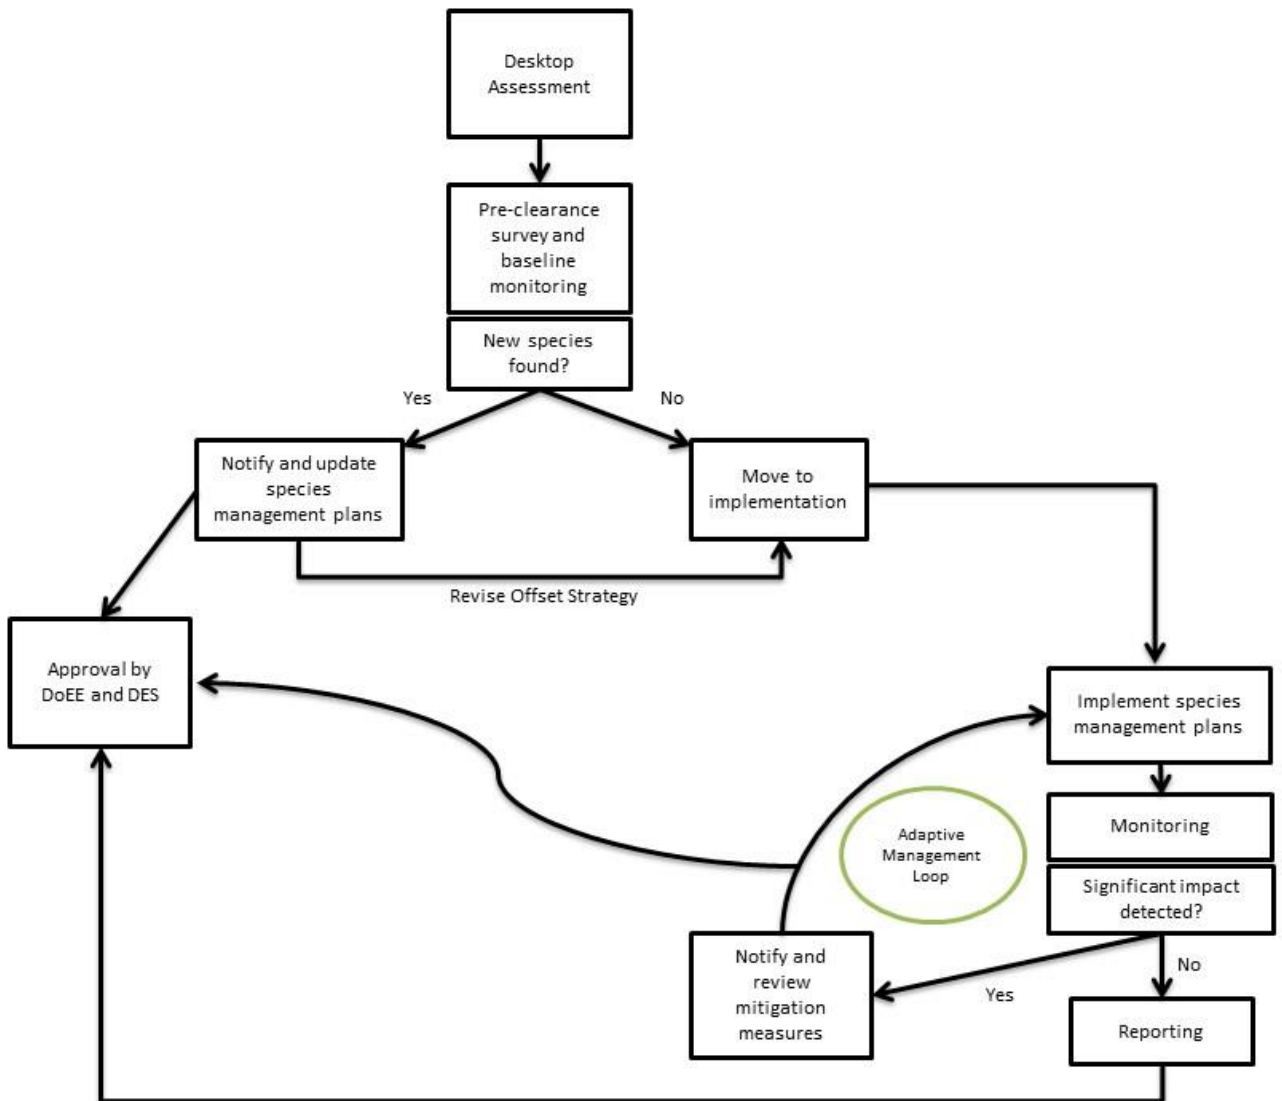 Desktop
Assessment
Pre-clearance
survey and
baseline
monitoring
New species
found?
Yes
No
Notify and update
species
management plans
Move to
implementation
Revise Offset Strategy
Approval by
DoEE and DES
Implement species
management plans
Monitoring
Adaptive
Management
Loop
Significant impact
detected?
Notify and
review
mitigation
measures
Yes
No
Reporting